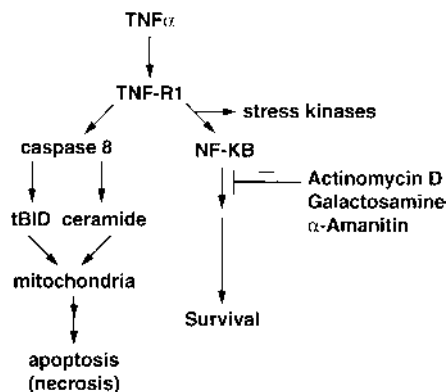 TNFα
TNF-R1
stress kinases
caspase 8
NF-KB
tBID ceramide
Actinomycin D
Galactosamine
α-Amanitin
mitochondria
Survival
apoptosis
(necrosis)